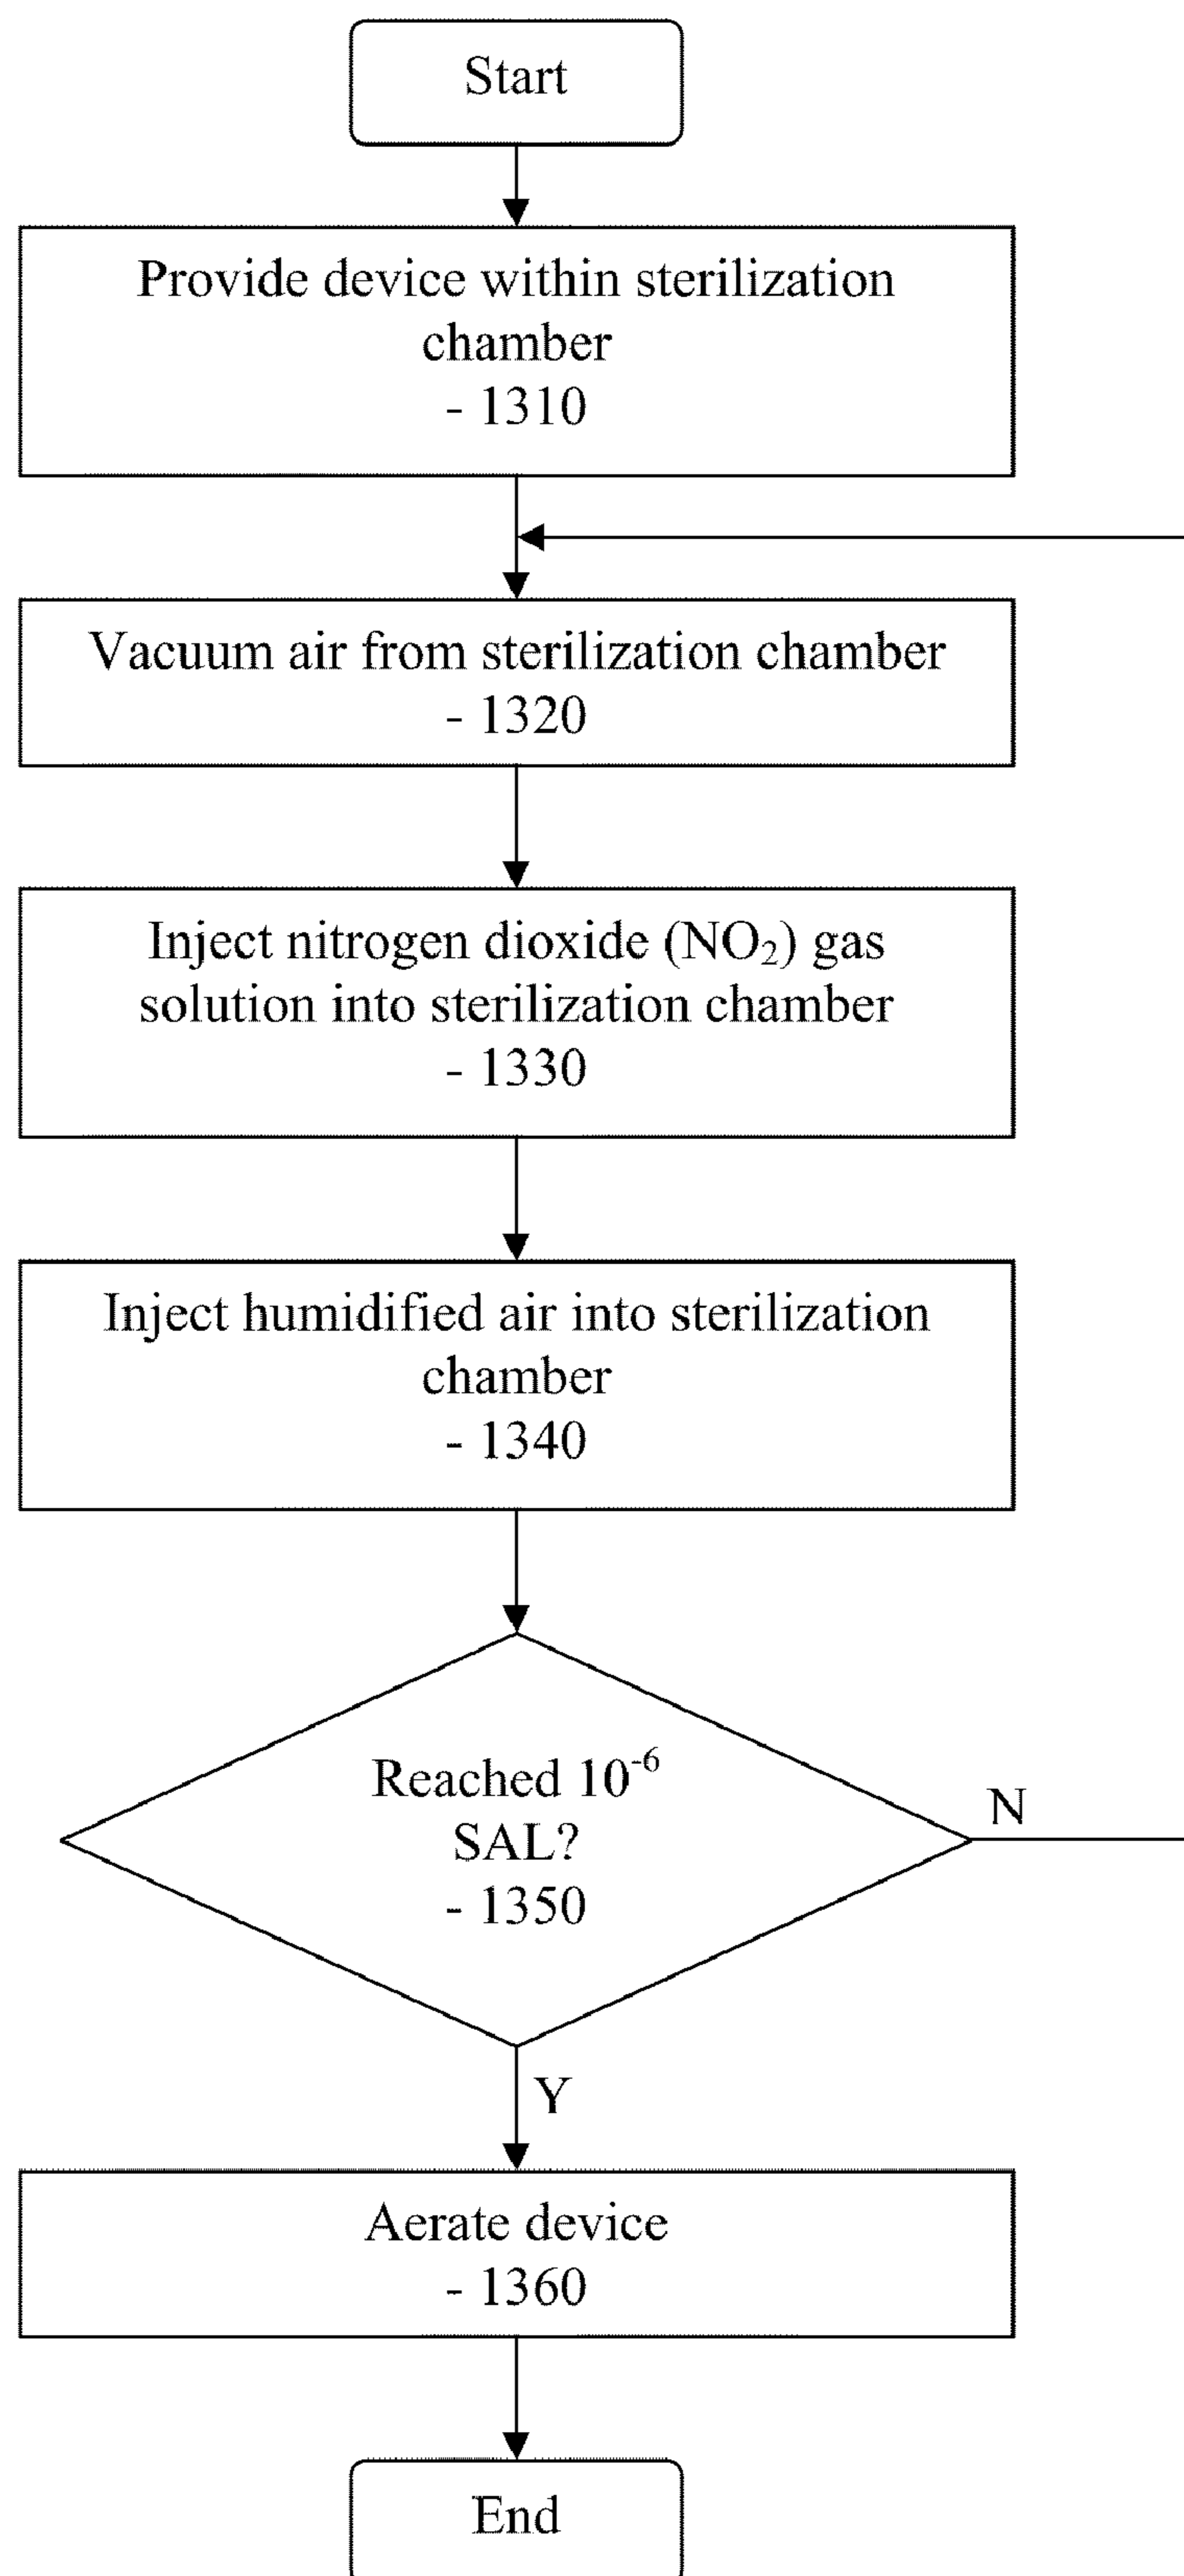 Start
Provide device within sterilization
chamber
- 1310
Vacuum air from sterilization chamber
- 1320
Inject nitrogen dioxide (NO₂) gas
solution into sterilization chamber
- 1330
Inject humidified air into sterilization
chamber
- 1340
Reached 10⁻⁶
SAL?
- 1350
N
Y
Aerate device
- 1360
End